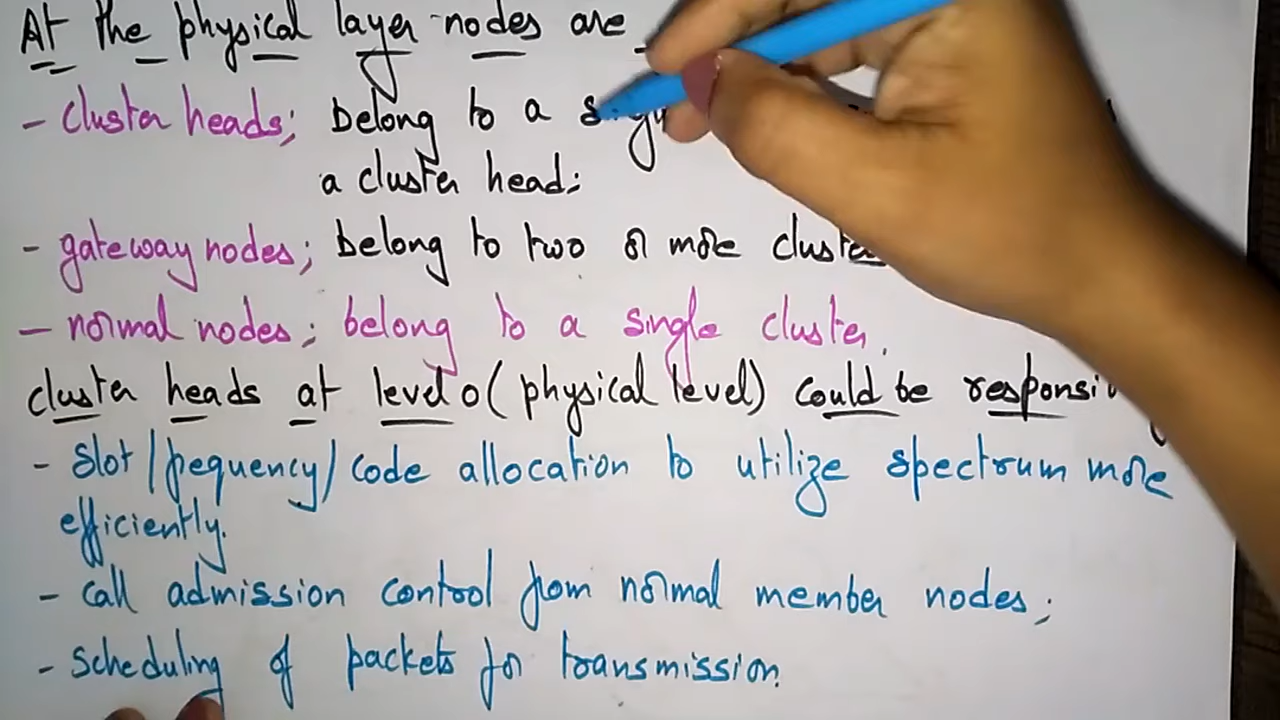 At the physical layer nodes are
- cluster heads; belong to a
a cluster head;
- gateway nodes; belong to two or more cluster
- normal nodes; belong to a single cluster.
cluster heads at level 0 (physical level) could be
- slot/frequency/code allocation to utilize spectrum more
efficiently.
- call admission control from normal member nodes;
- scheduling of packets for transmission.